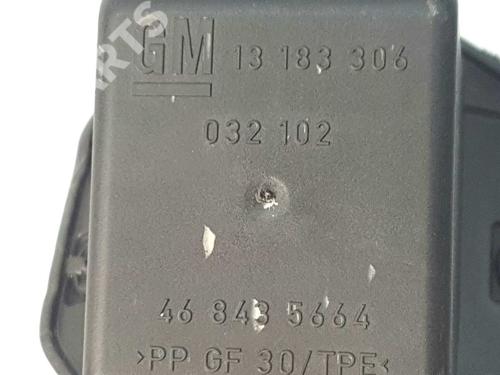 GM 13 183 306
032 102
46 843 5664
>PP GF 30/TPE<